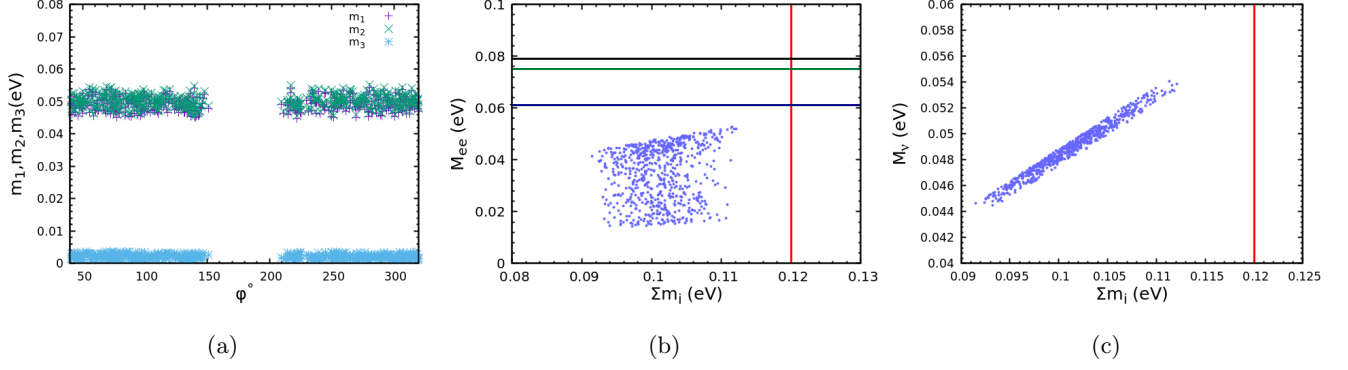 0.08
0.07
0.06
0.05
0.04
0.03
0.02
0.01
0
50 100 150 200 250 300
m₁,m₂,m₃(eV)
φ°
m₁
m₂
m₃
(a)
0.1
0.08
0.06
0.04
0.02
0
0.08 0.09 0.1 0.11 0.12 0.13
Mₑₑ (eV)
Σmᵢ (eV)
(b)
0.06
0.058
0.056
0.054
0.052
0.05
0.048
0.046
0.044
0.042
0.04
0.09 0.095 0.1 0.105 0.11 0.115 0.12 0.125
Mᵥ (eV)
Σmᵢ (eV)
(c)